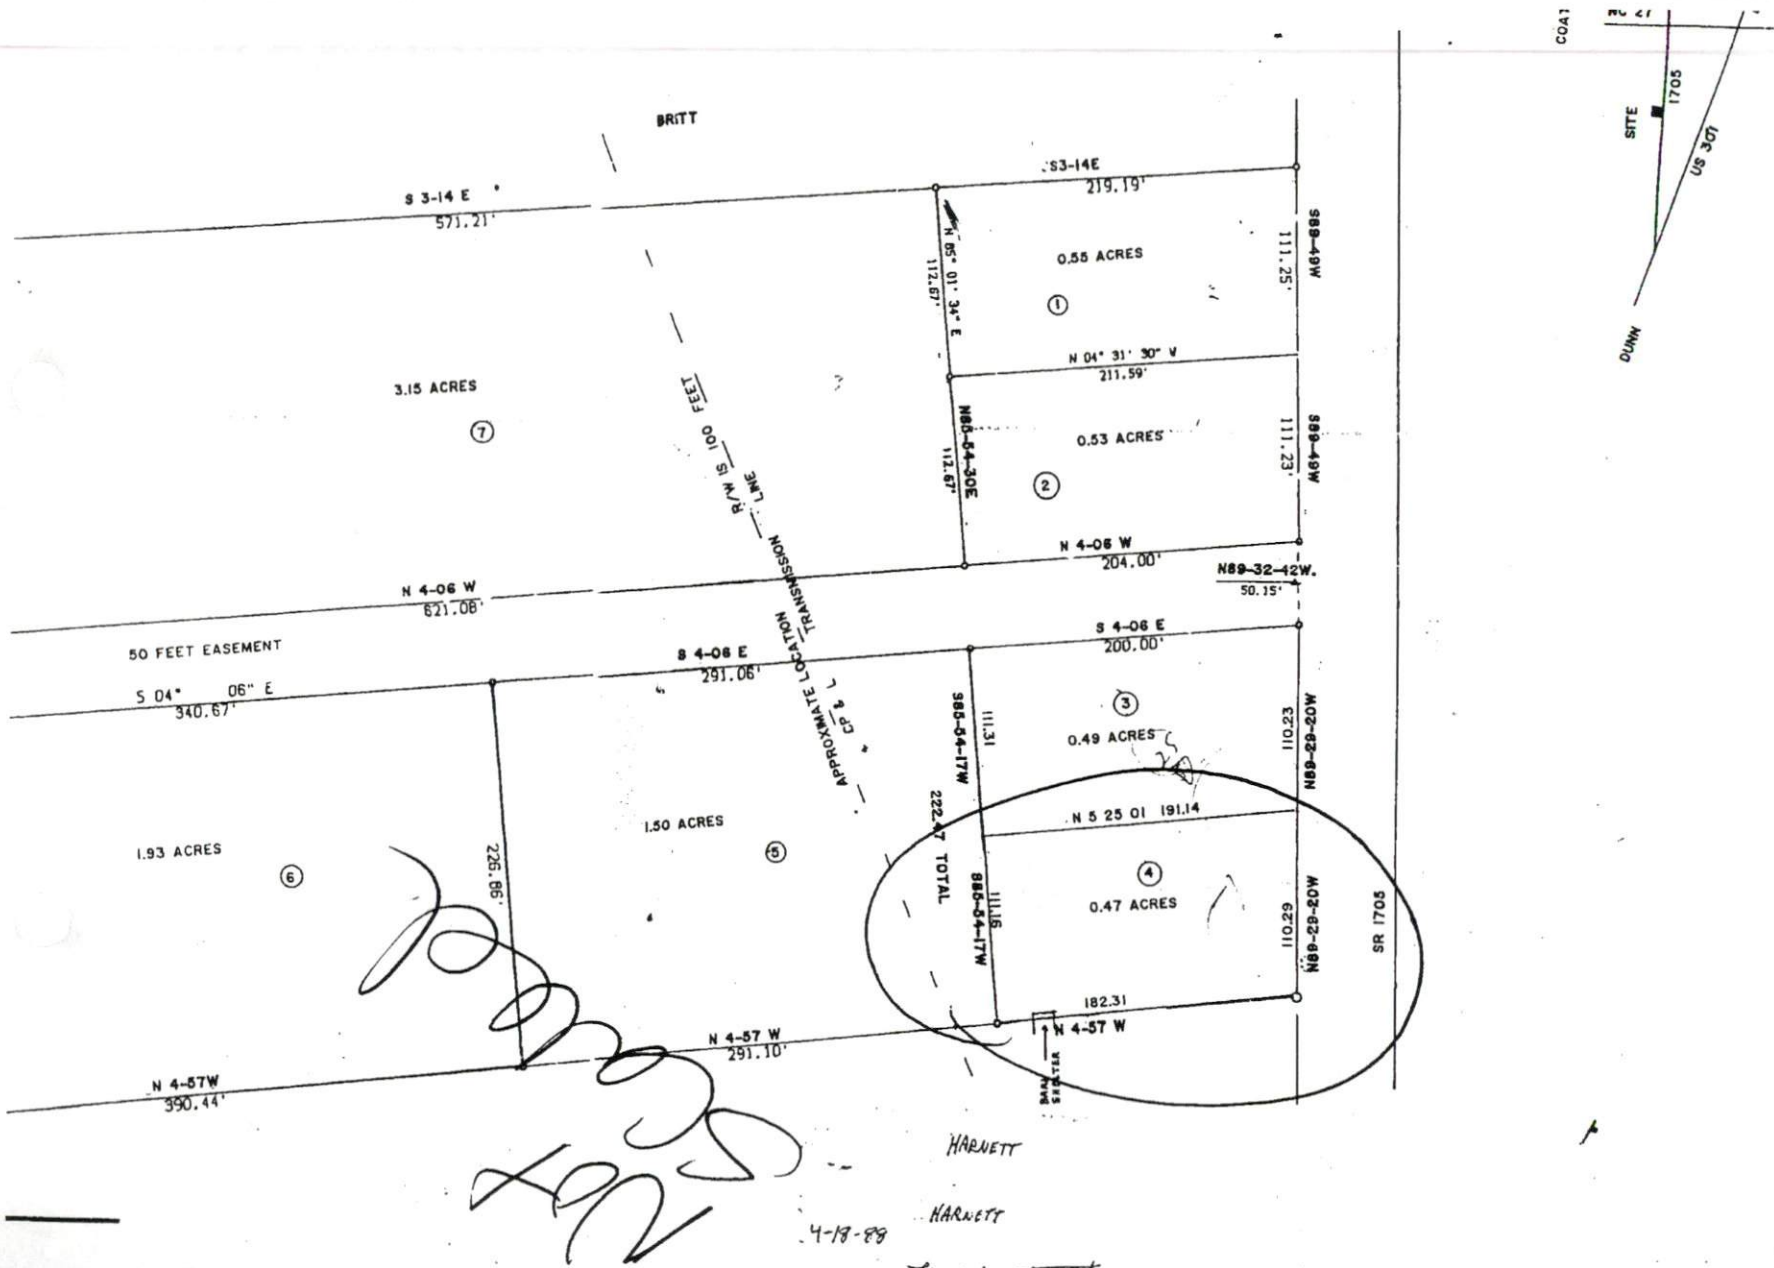 NC 27
COAT
SITE
1705
US 301
DUNN
BRITT
S 3-14 E
571.21'
S3-14E
219.19'
S89-49W
111.25'
N 85° 01' 34" E
112.67'
0.55 ACRES
1
N 04° 31' 30" W
211.59'
3.15 ACRES
7
R/W IS 100 FEET
N85-54-30E
112.67'
0.53 ACRES
2
S89-49W
111.23'
N 4-06 W
204.00'
N89-32-42W.
50.15'
N 4-06 W
621.08'
50 FEET EASEMENT
APPROXIMATE LOCATION TRANSMISSION LINE
CP & L
S 4-06 E
291.06'
S 4-06 E
200.00'
S 04° 06" E
340.67'
S85-54-17W
111.31
3
0.49 ACRES
N89-29-20W
110.23
222.47 TOTAL
N 5 25 01 191.14
1.93 ACRES
6
226.86'
1.50 ACRES
5
4
0.47 ACRES
S85-54-17W
111.16
N89-29-20W
110.29
SR 1705
182.31
N 4-57 W
N 4-57 W
291.10'
N 4-57W
390.44'
BARN
SHELTER
HARNETT
HARNETT
4-18-88